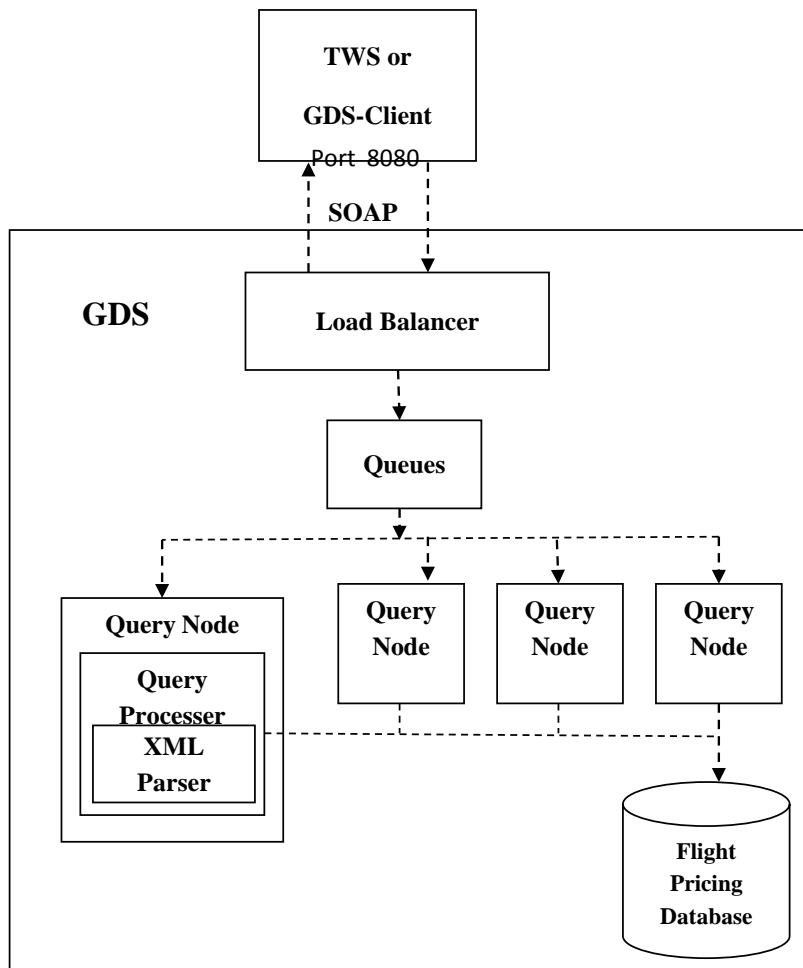 TWS or
GDS-Client
Port 8080
SOAP
GDS
Load Balancer
Queues
Query Node
Query
Processer
XML
Parser
Query
Node
Query
Node
Query
Node
Flight
Pricing
Database